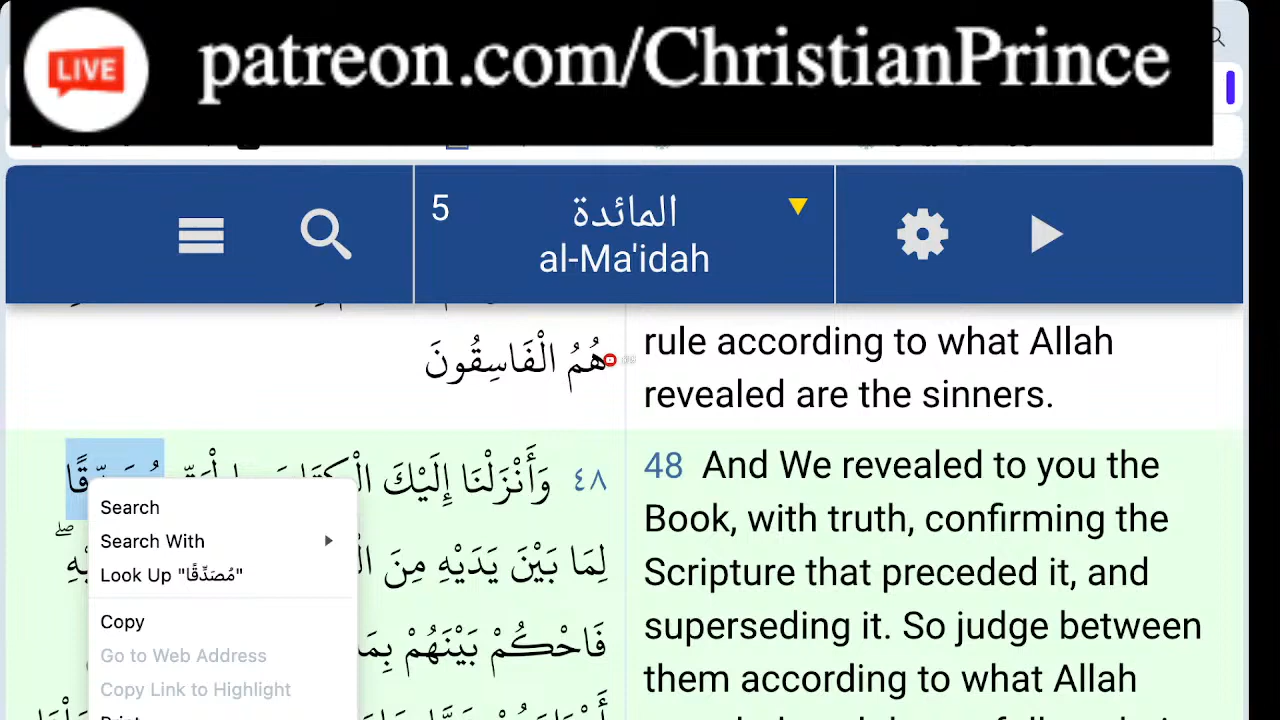 LIVE
patreon.com/ChristianPrince
5
المائدة
al-Ma'idah
هُمُ الْفَاسِقُونَ
rule according to what Allah
revealed are the sinners.
٤٨ وَأَنْزَلْنَا إِلَيْكَ
48 And We revealed to you the
Book, with truth, confirming the
Scripture that preceded it, and
superseding it. So judge between
them according to what Allah
لِمَا بَيْنَ يَدَيْهِ مِنَ
فَاحْكُمْ بَيْنَهُمْ
Search
Search With
Look Up "مُصَدِّقًا"
Copy
Go to Web Address
Copy Link to Highlight